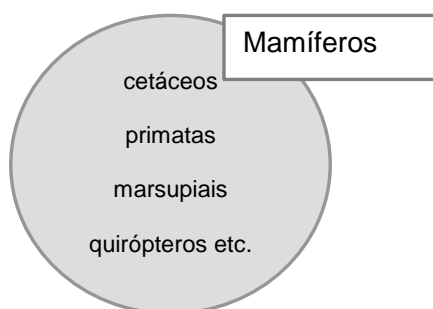 Mamíferos
cetáceos
primatas
marsupiais
quirópteros etc.